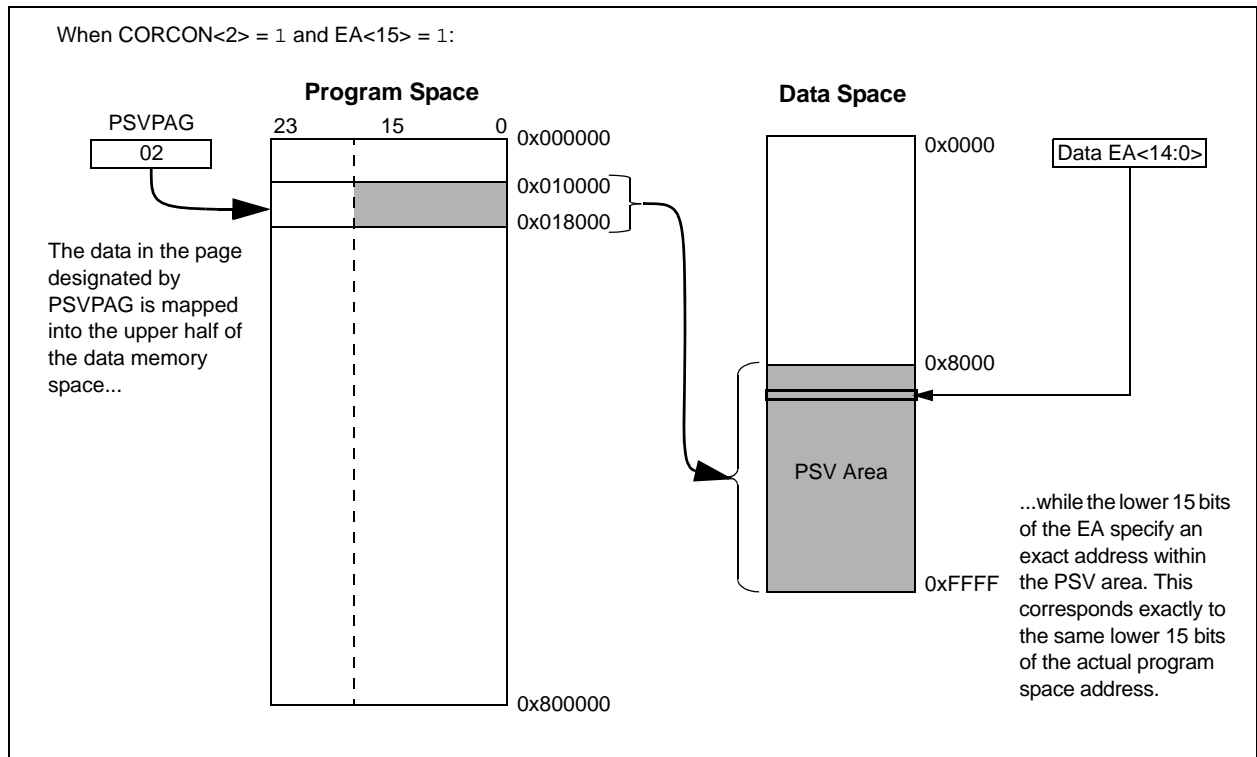 When CORCON<2> = 1 and EA<15> = 1:
Program Space
Data Space
PSVPAG
02
23 15 0
0x000000
0x010000
0x018000
0x800000
The data in the page
designated by
PSVPAG is mapped
into the upper half of
the data memory
space...
0x0000
0x8000
0xFFFF
PSV Area
Data EA<14:0>
...while the lower 15 bits
of the EA specify an
exact address within
the PSV area. This
corresponds exactly to
the same lower 15 bits
of the actual program
space address.